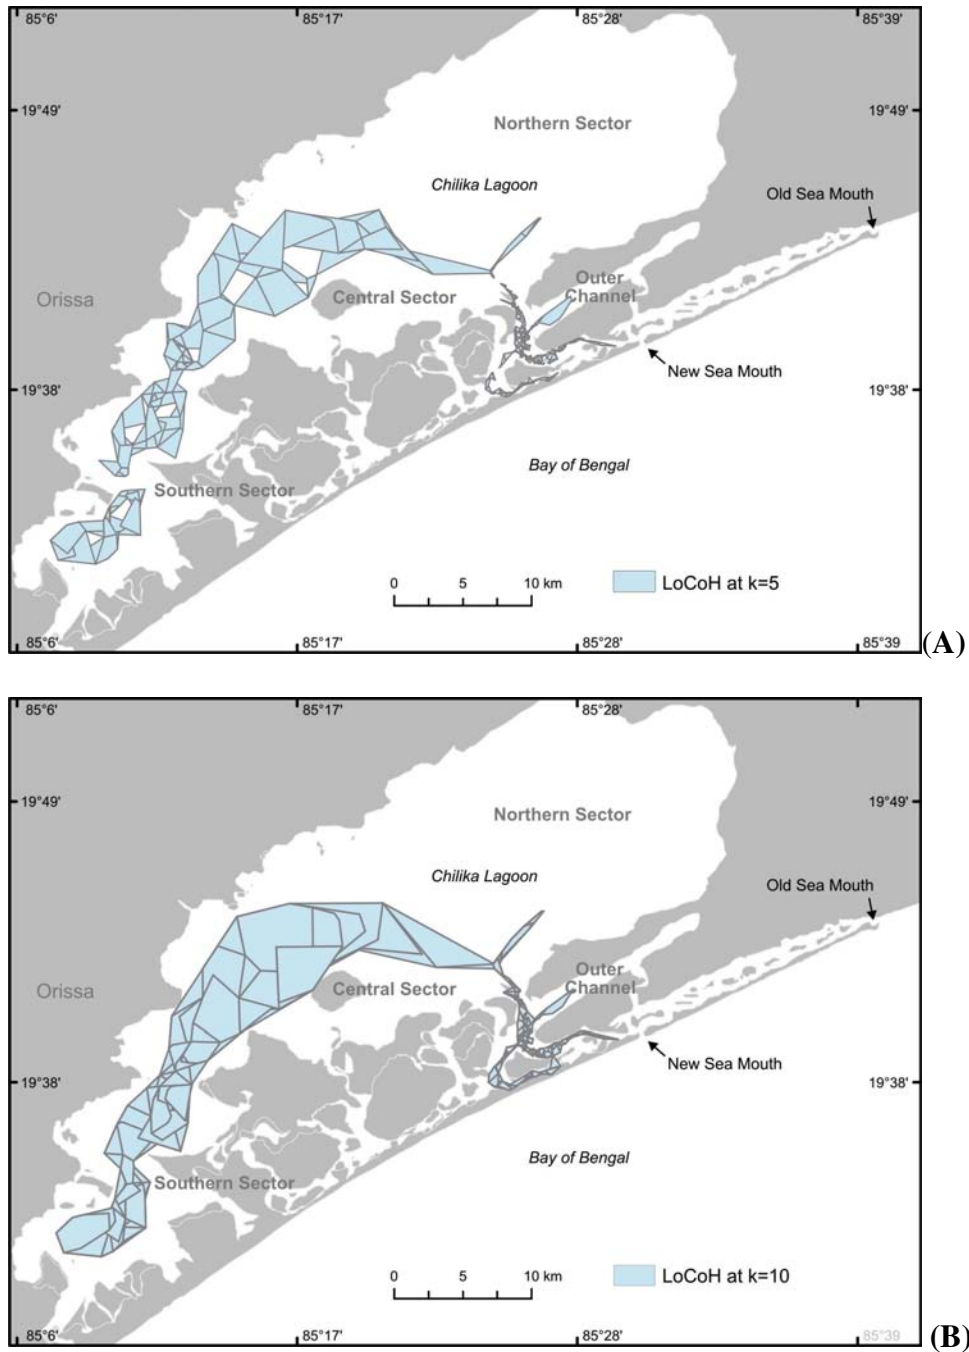 85°6' 85°17' 85°28' 85°39'
19°49' 19°49'
Northern Sector
Chilika Lagoon
Old Sea Mouth
Orissa
Central Sector
Outer
Channel
New Sea Mouth
19°38' 19°38'
Bay of Bengal
Southern Sector
0 5 10 km
LoCoH at k=5
85°6' 85°17' 85°28' 85°39
(A)
85°6' 85°17' 85°28'
19°49' 19°49'
Northern Sector
Chilika Lagoon
Old Sea Mouth
Orissa
Central Sector
Outer
Channel
New Sea Mouth
19°38' 19°38'
Bay of Bengal
Southern Sector
0 5 10 km
LoCoH at k=10
85°6' 85°17' 85°28' 85°39
(B)